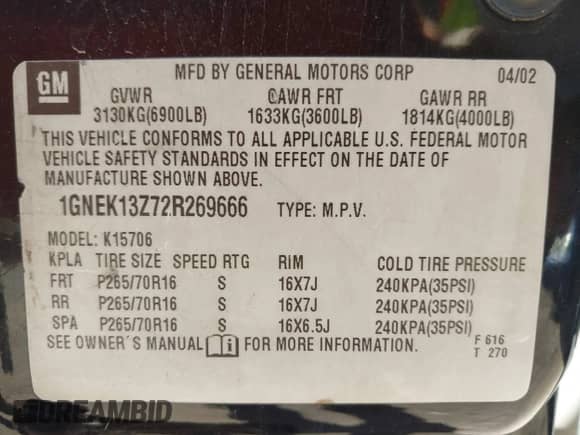 GM
MFD BY GENERAL MOTORS CORP 04/02
GVWR GAWR FRT GAWR RR
3130KG(6900LB) 1633KG(3600LB) 1814KG(4000LB)
THIS VEHICLE CONFORMS TO ALL APPLICABLE U.S. FEDERAL MOTOR
VEHICLE SAFETY STANDARDS IN EFFECT ON THE DATE OF
MANUFACTURE SHOWN ABOVE.
1GNEK13Z72R269666 TYPE: M.P.V.
MODEL: K15706
KPLA TIRE SIZE SPEED RTG RIM COLD TIRE PRESSURE
FRT P265/70R16 S 16X7J 240KPA(35PSI)
RR P265/70R16 S 16X7J 240KPA(35PSI)
SPA P265/70R16 S 16X6.5J 240KPA(35PSI)
SEE OWNER'S MANUAL i FOR MORE INFORMATION. F 616
T 270
DREAMBID